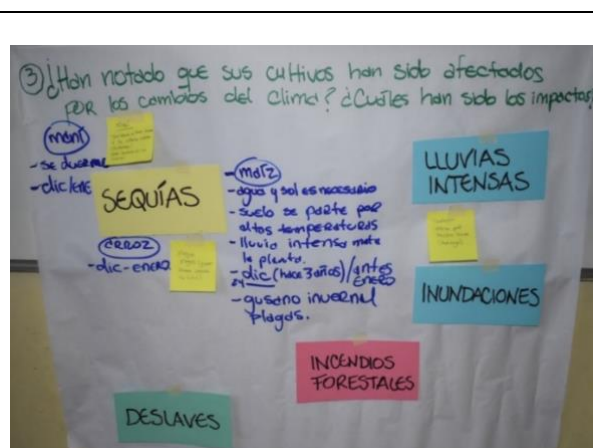 ③ ¿Han notado que sus cultivos han sido afectados
por los cambios del clima? ¿Cuáles han sido los impactos?
maní
- se duermen
- dic/ene
SEQUÍAS
arroz
- dic-enero
- maíz
- agua y sol es necesario
- suelo se parte por
altas temperaturas
- lluvia intensa mata
la planta.
- dic (hace 3 años)/antes
enero
- gusano invernal
plagas.
LLUVIAS
INTENSAS
INUNDACIONES
INCENDIOS
FORESTALES
DESLAVES